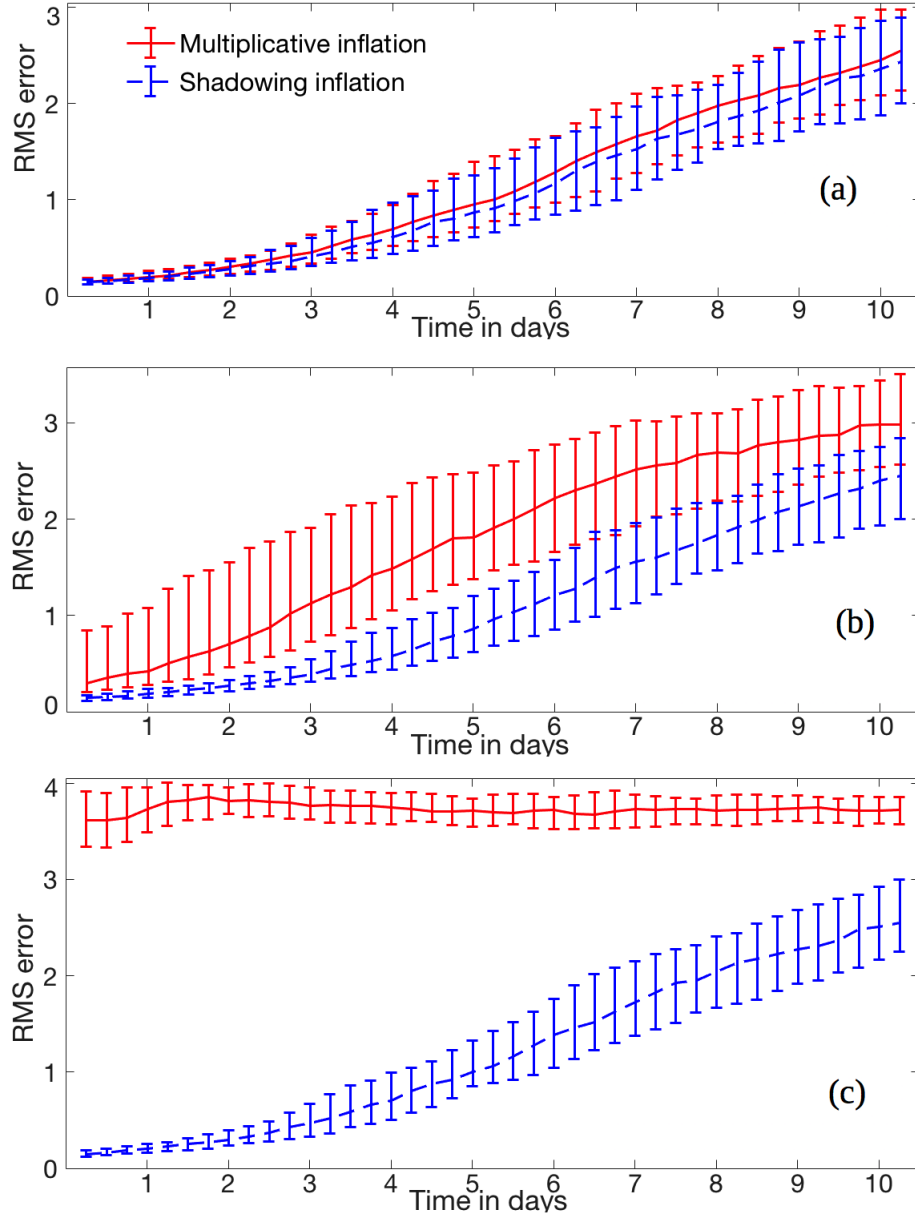 3
2
1
0
RMS error
Multiplicative inflation
Shadowing inflation
(a)
1 2 3 4 5 6 7 8 9 10
Time in days
3
2
1
0
RMS error
(b)
1 2 3 4 5 6 7 8 9 10
Time in days
4
3
2
1
0
RMS error
(c)
1 2 3 4 5 6 7 8 9 10
Time in days